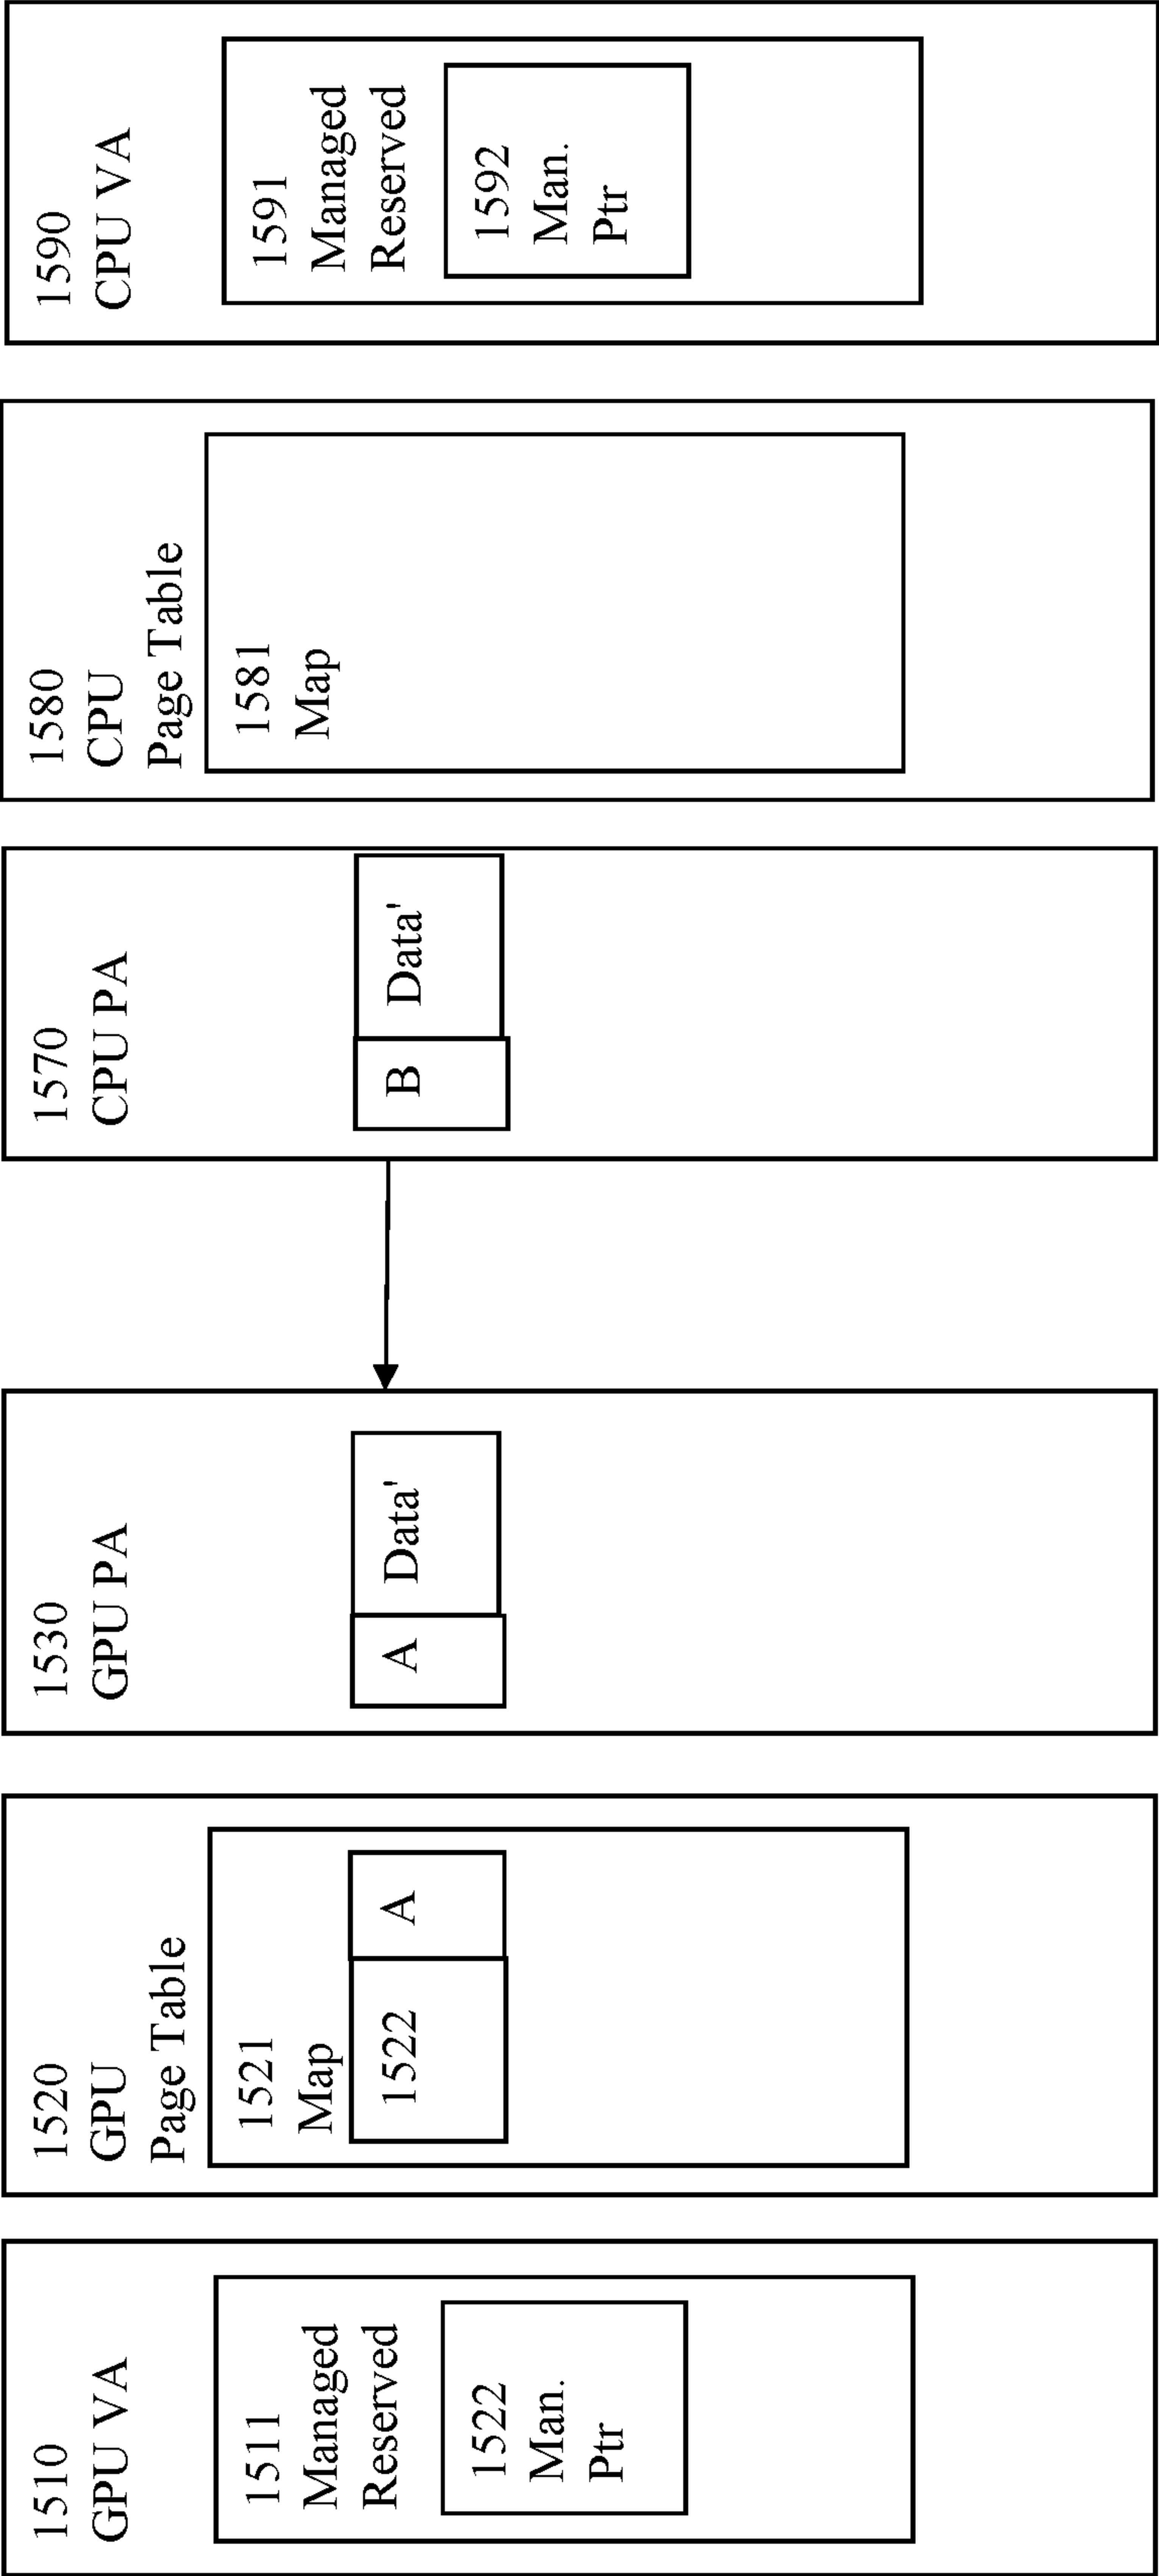 1510
GPU VA
1511
Managed
Reserved
1522
Man.
Ptr
1520
GPU
Page Table
1521
Map
1522
A
1530
GPU PA
A
Data'
1570
CPU PA
B
Data'
1580
CPU
Page Table
1581
Map
1590
CPU VA
1591
Managed
Reserved
1592
Man.
Ptr